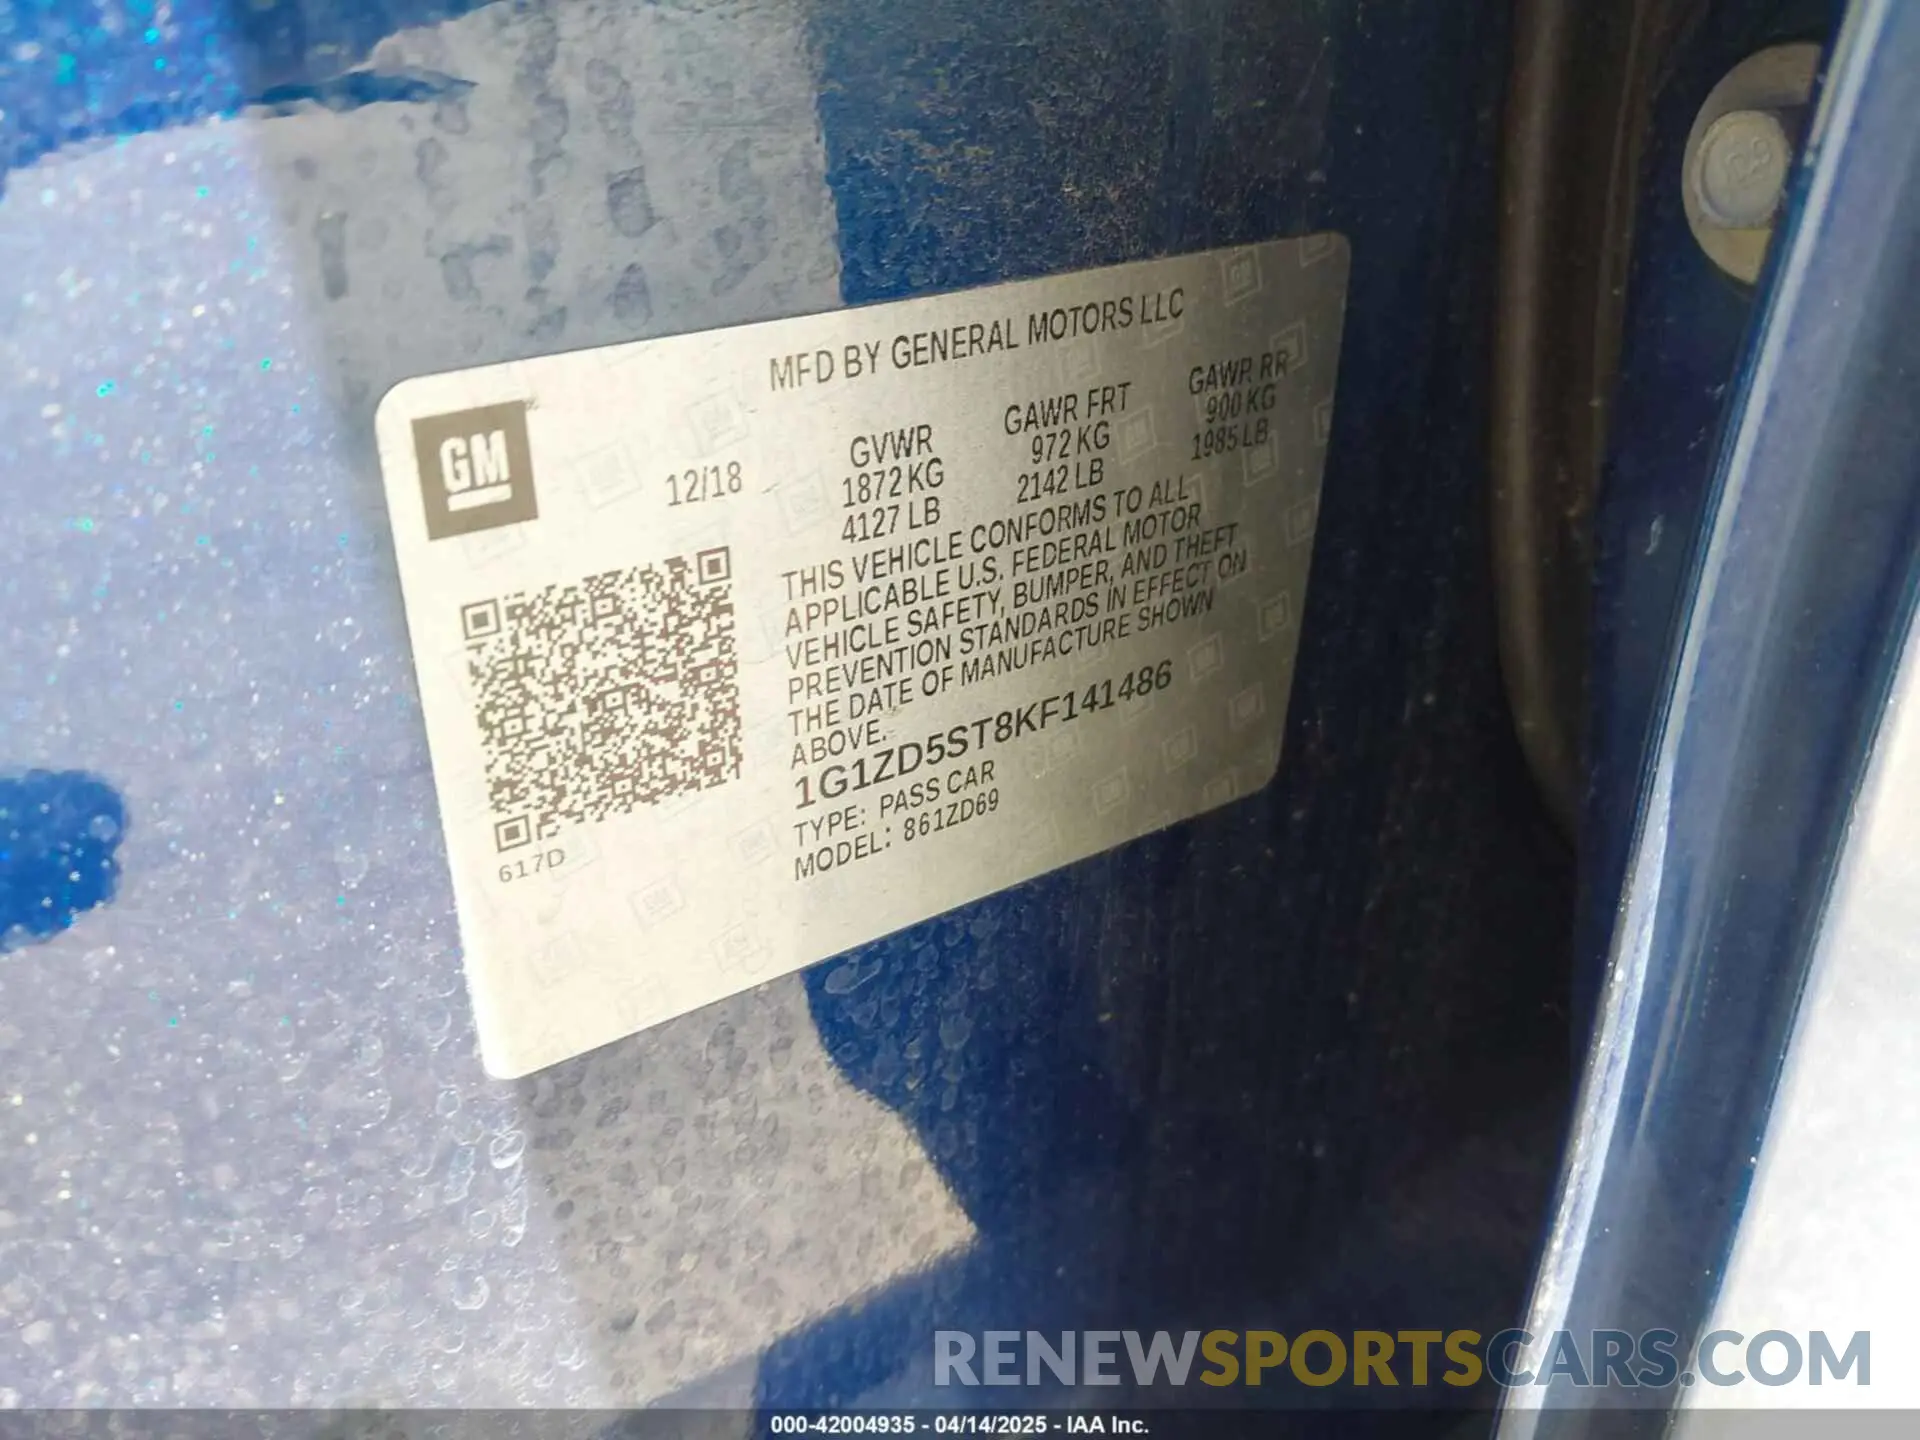 MFD BY GENERAL MOTORS LLC
GM
12/18
GVWR GAWR FRT GAWR RR
1872 KG 972 KG 900 KG
4127 LB 2142 LB 1985 LB
THIS VEHICLE CONFORMS TO ALL
APPLICABLE U.S. FEDERAL MOTOR
VEHICLE SAFETY, BUMPER, AND THEFT
PREVENTION STANDARDS IN EFFECT ON
THE DATE OF MANUFACTURE SHOWN
ABOVE.
1G1ZD5ST8KF141486
TYPE: PASS CAR
MODEL: 861ZD69
617D
RENEWSPORTSCARS.COM
000-42004935 - 04/14/2025 - IAA Inc.